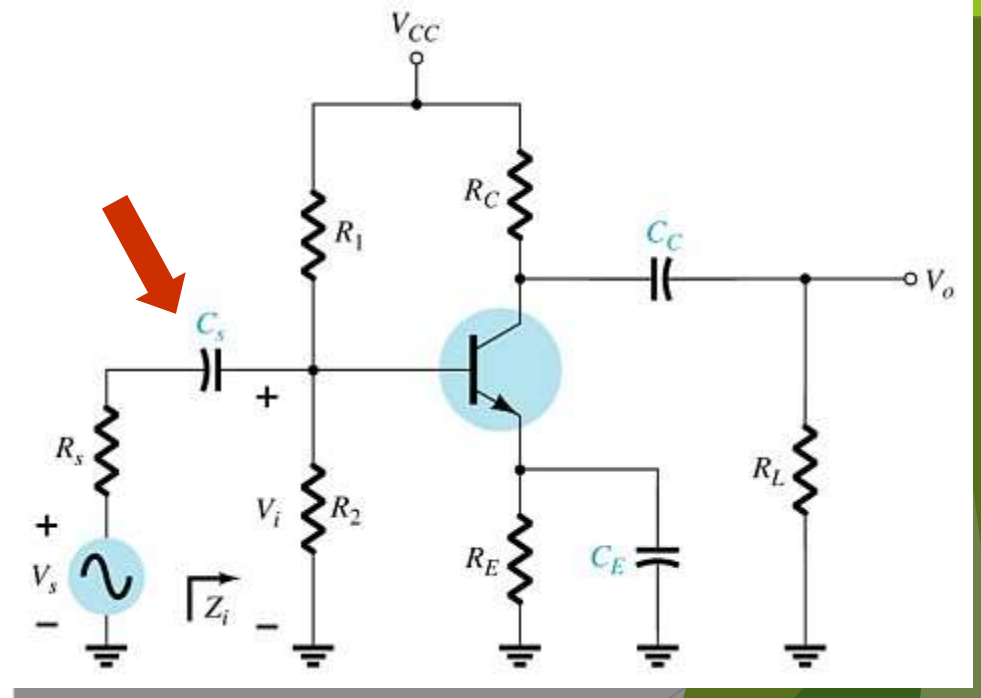 V_CC
R_C
R_1
C_C
V_o
C_s
+
R_s
R_L
V_i
R_2
+
V_s
R_E
C_E
−
Z_i
−